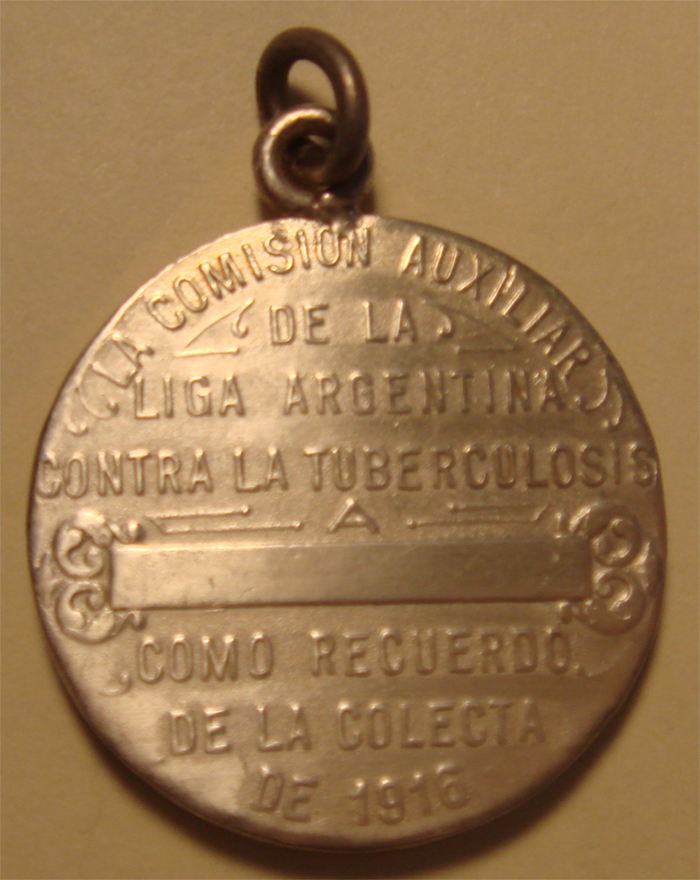 LA COMISION AUXILIAR
DE LA
LIGA ARGENTINA
CONTRA LA TUBERCULOSIS
A
COMO RECUERDO
DE LA COLECTA
DE 1916